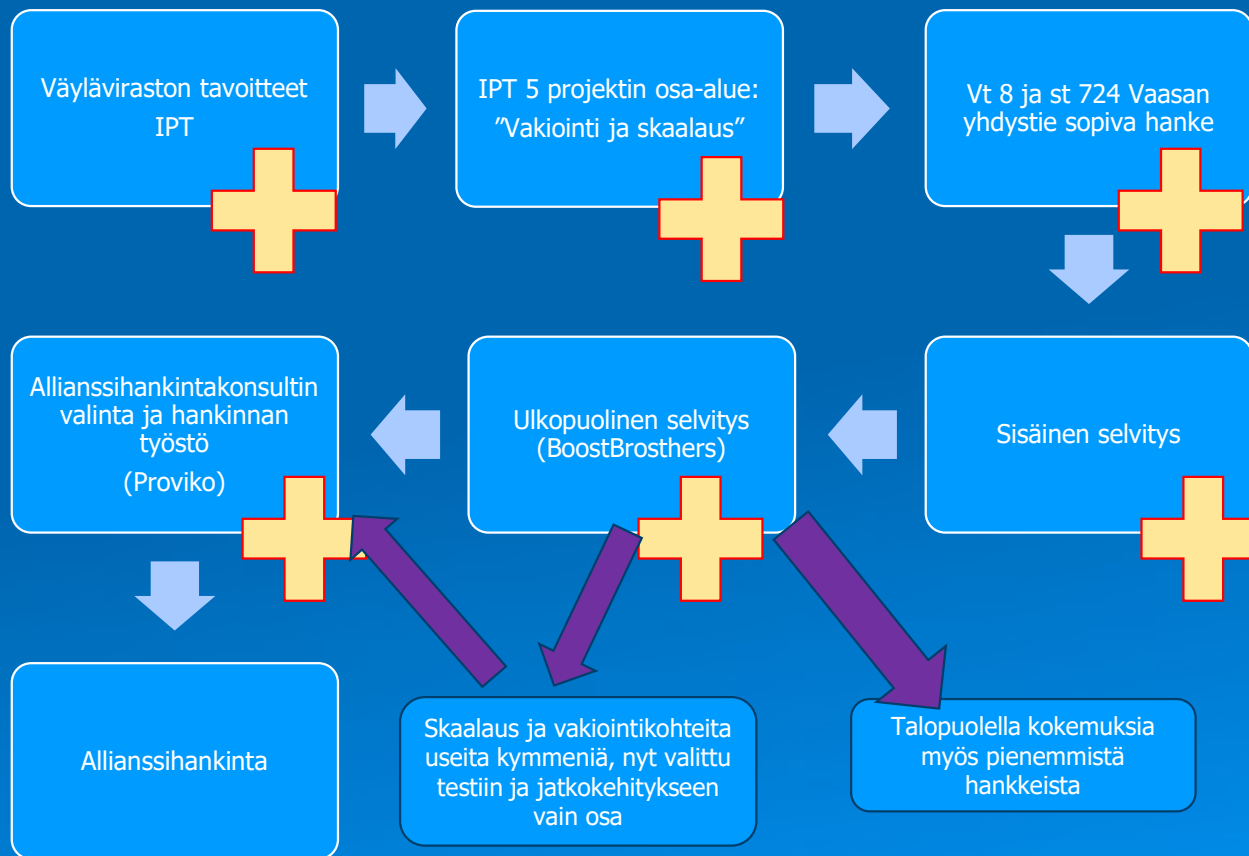 Väyläviraston tavoitteet
IPT
IPT 5 projektin osa-alue:
”Vakiointi ja skaalaus”
Vt 8 ja st 724 Vaasan
yhdystie sopiva hanke
Allianssihankintakonsultin
valinta ja hankinnan
työstö
(Proviko)
Ulkopuolinen selvitys
(BoostBrosthers)
Sisäinen selvitys
Allianssihankinta
Skaalaus ja vakiointikohteita
useita kymmeniä, nyt valittu
testiin ja jatkokehitykseen
vain osa
Talopuolella kokemuksia
myös pienemmistä
hankkeista